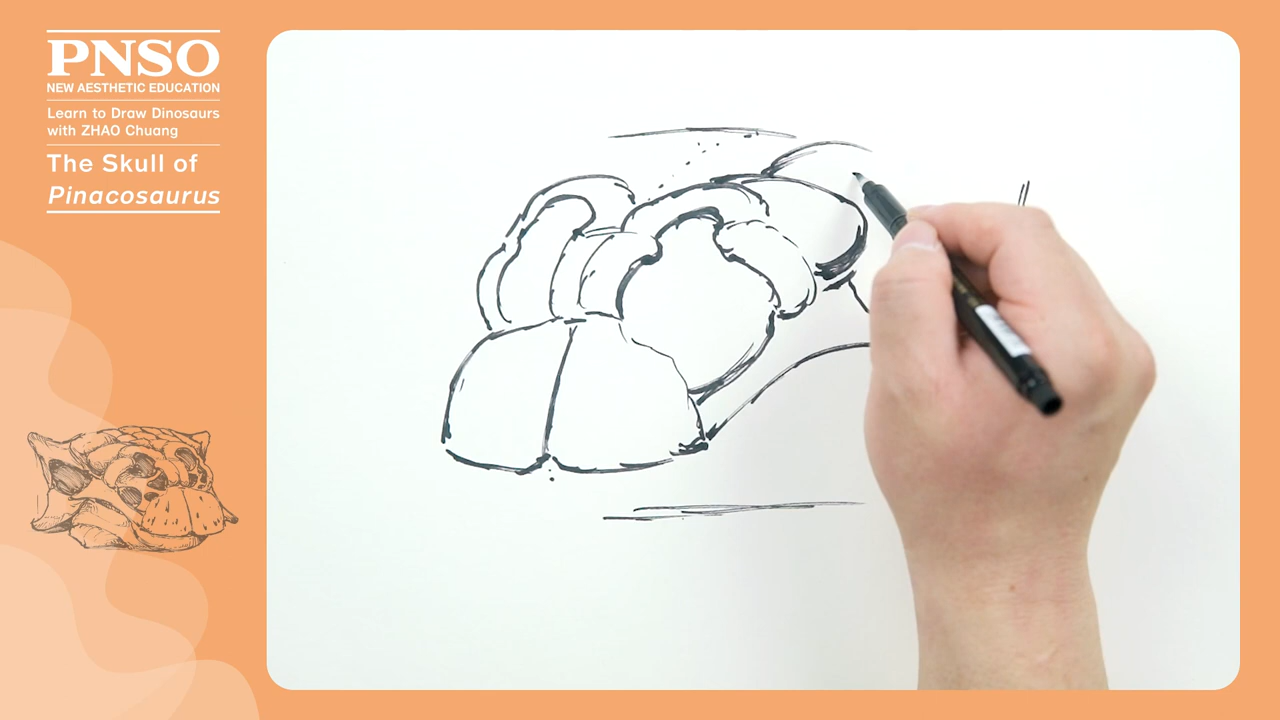 PNSO
NEW AESTHETIC EDUCATION
Learn to Draw Dinosaurs
with ZHAO Chuang
The Skull of
Pinacosaurus